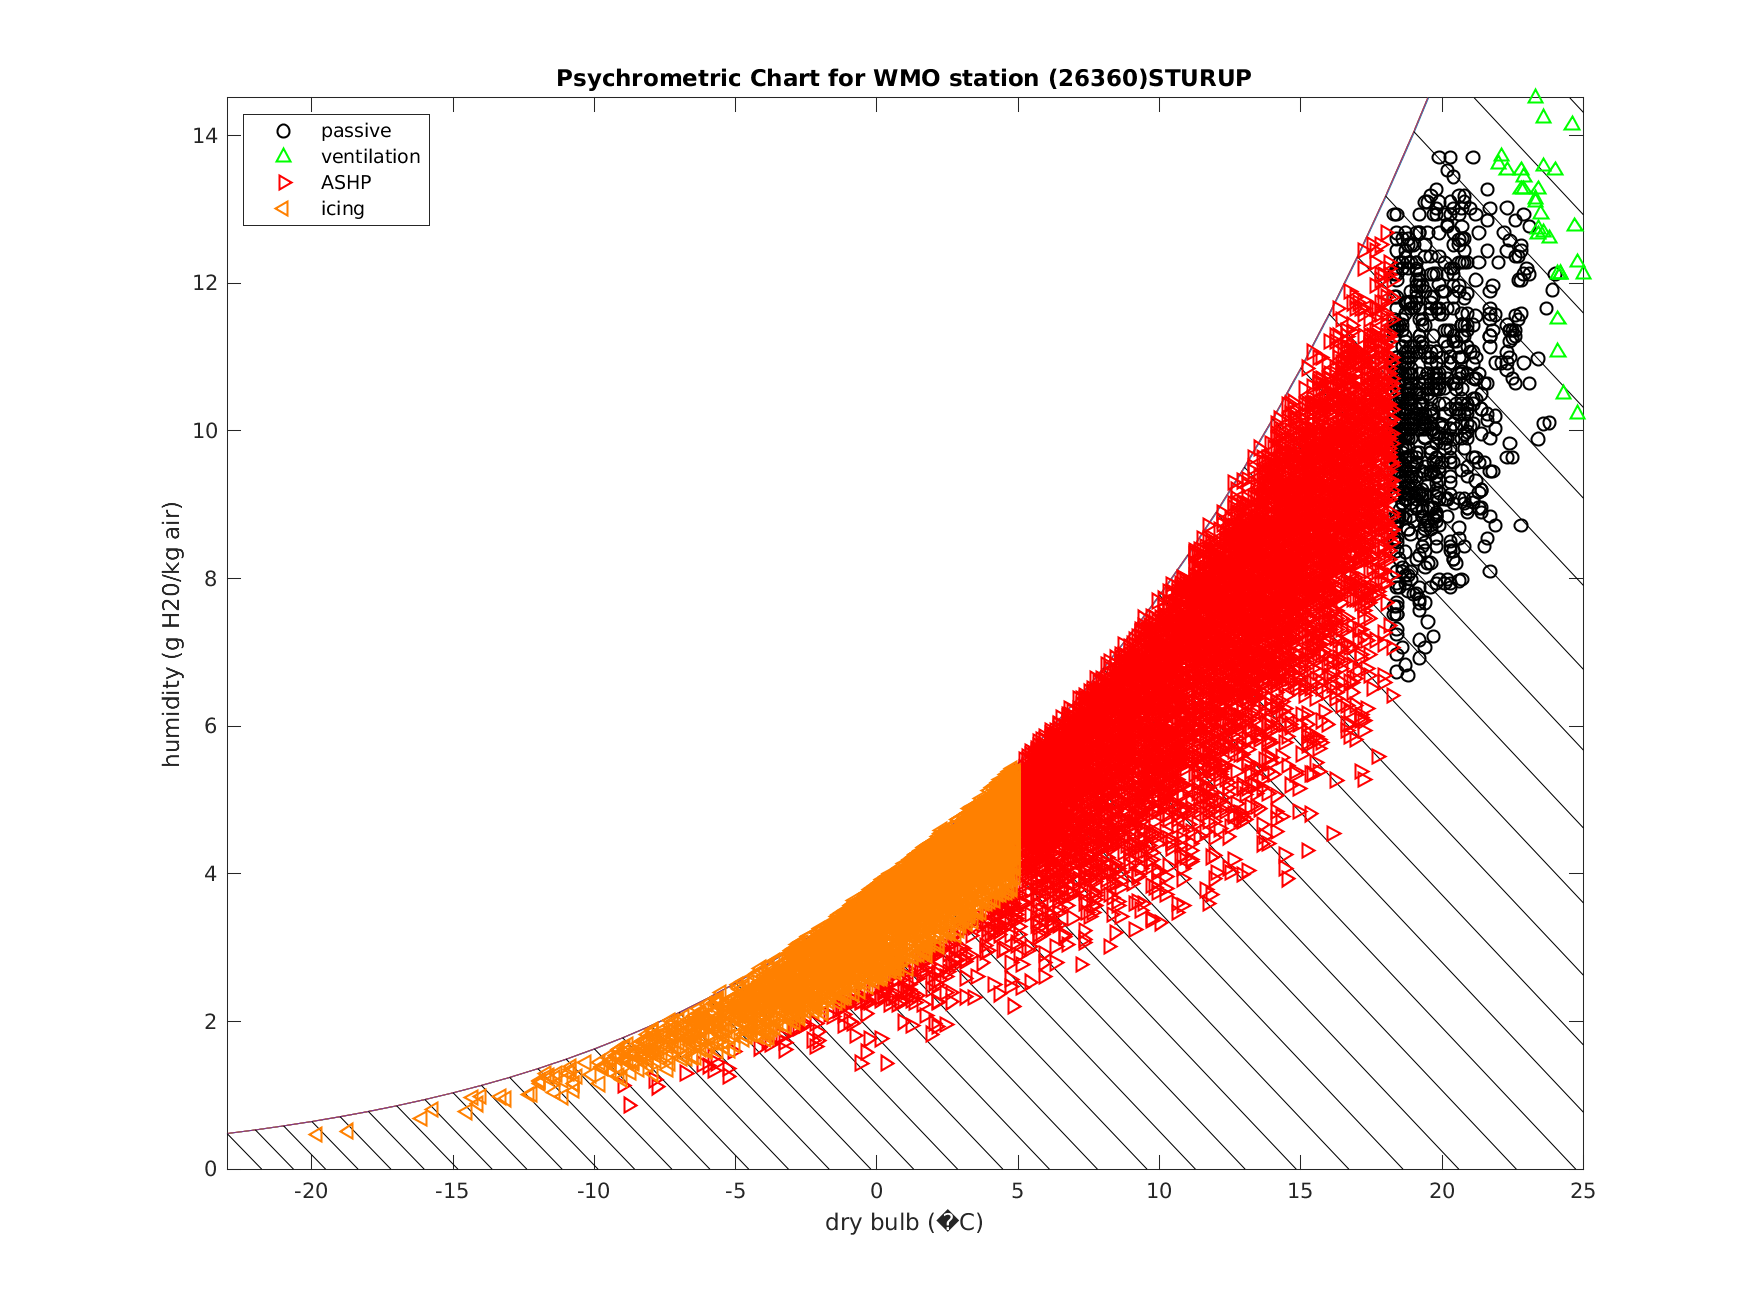 Psychrometric Chart for WMO station (26360)STURUP
passive
ventilation
ASHP
icing
humidity (g H20/kg air)
14
12
10
8
6
4
2
0
-20 -15 -10 -5 0 5 10 15 20 25
dry bulb (�C)